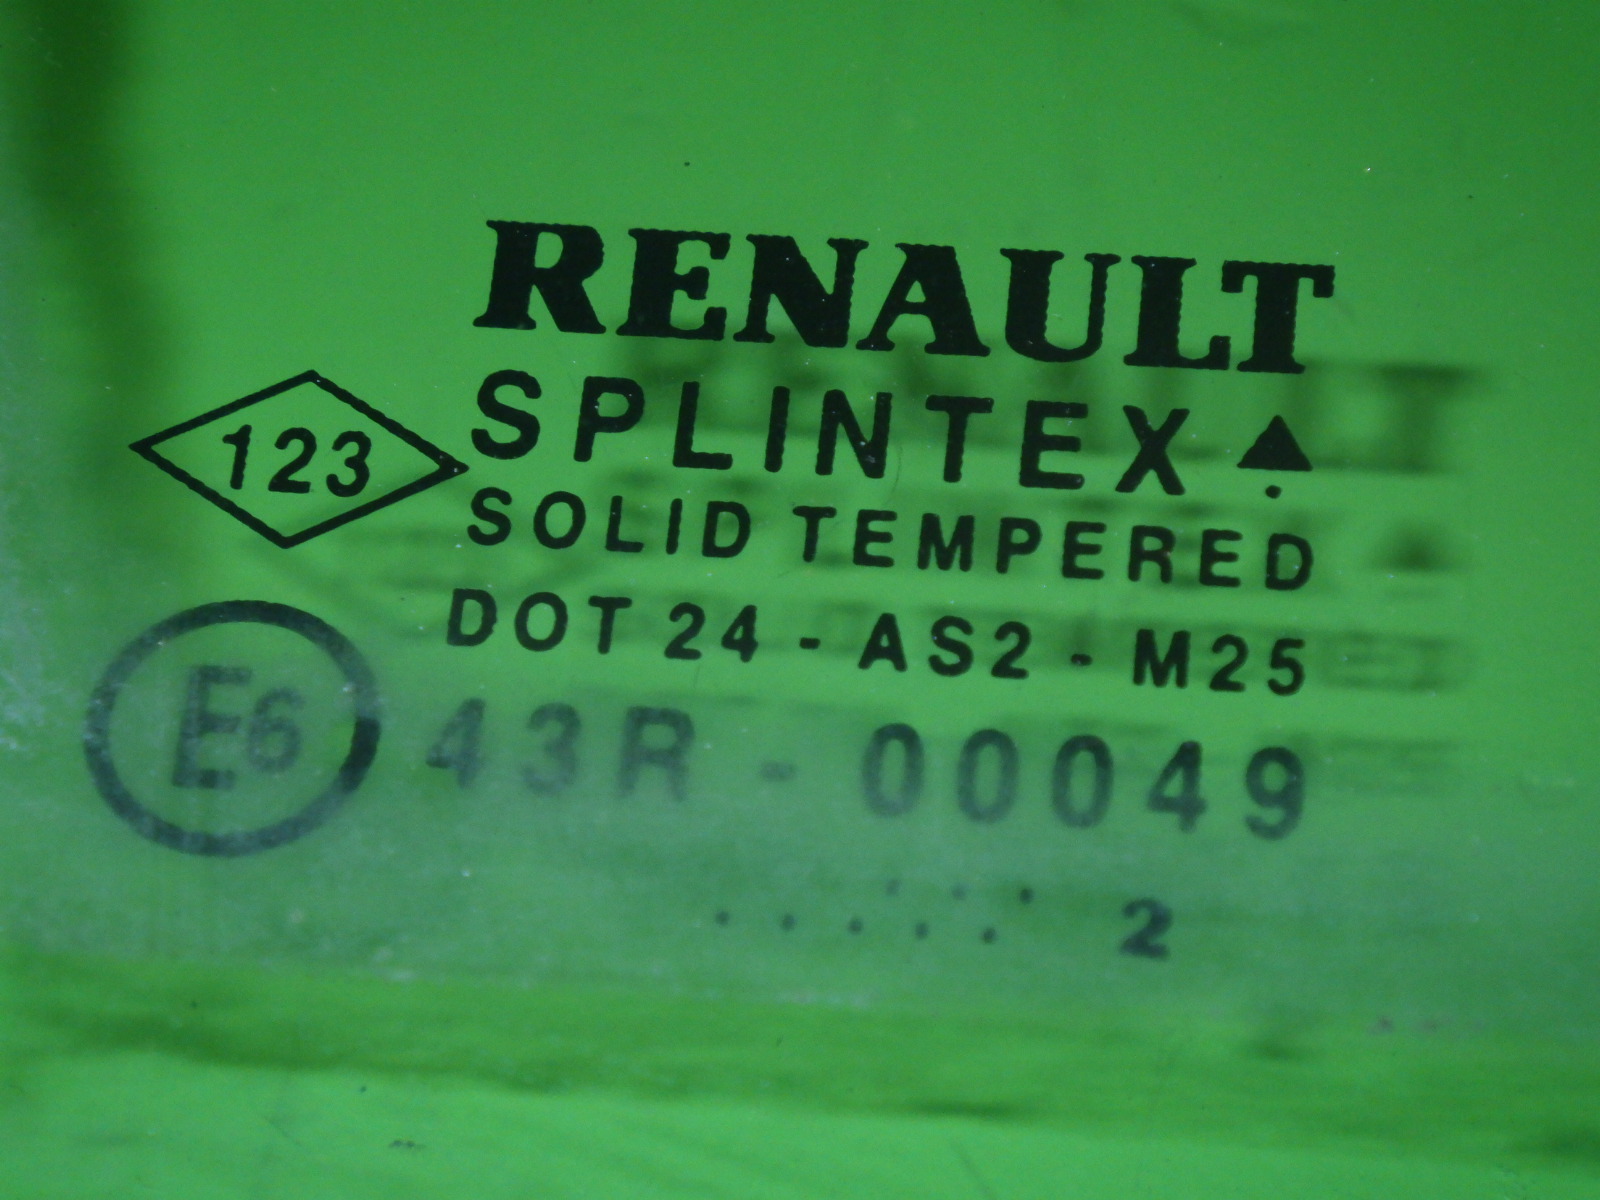 RENAULT
SPLINTEX
123
SOLID TEMPERED
DOT 24 - AS2 - M25
E6 43R - 00049
2